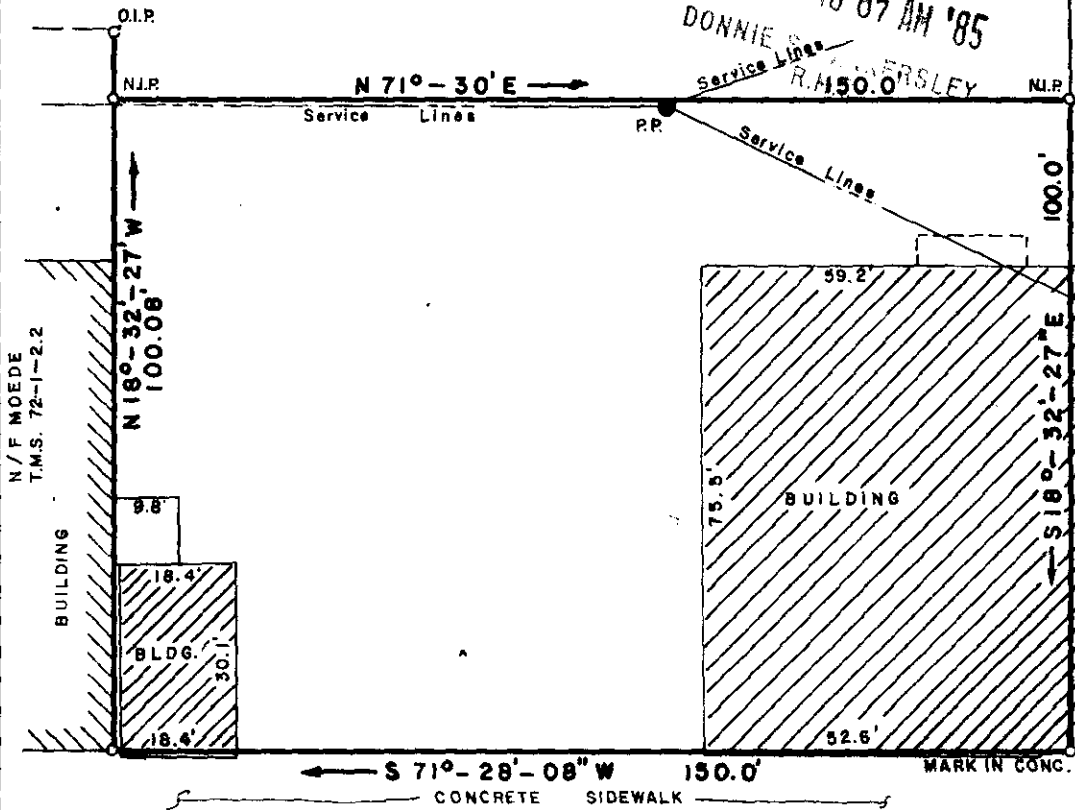 07 AM '85
DONNIE
R.M.
ERSLEY
O.I.P.
N.I.P.
N 71°-30' E
150.0'
N.I.P.
Service Lines
Service Lines
P.P.
Service Lines
100.0'
N 18°-32'-27' W
100.08'
N/F MOEDE
T.M.S. 72-1-2.2
BUILDING
59.2'
75.5'
BUILDING
S 18°-32'-27" E
9.8'
18.4'
BLDG.
30.1'
18.4'
52.6'
S 71°-28'-08" W
150.0'
MARK IN CONC.
CONCRETE SIDEWALK